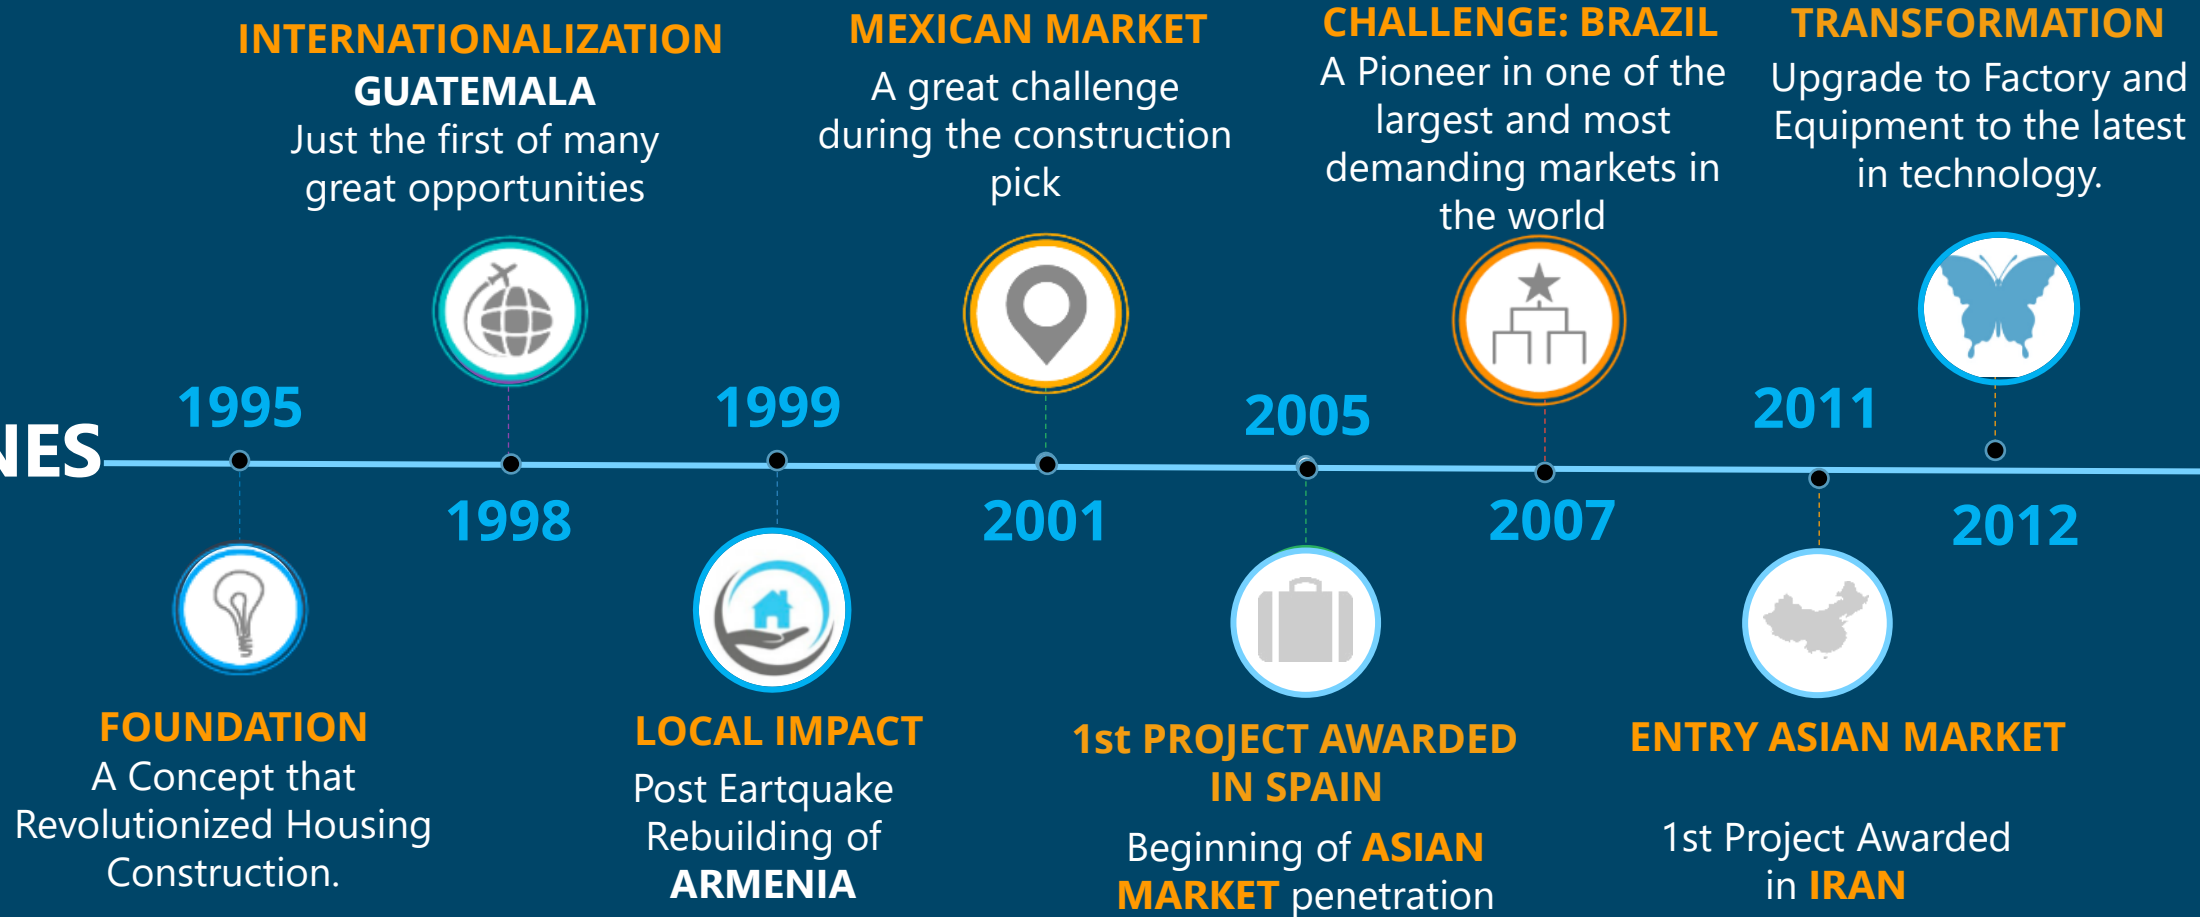 INTERNATIONALIZATION
GUATEMALA
Just the first of many
great opportunities
MEXICAN MARKET
A great challenge
during the construction
pick
CHALLENGE: BRAZIL
A Pioneer in one of the
largest and most
demanding markets in
the world
TRANSFORMATION
Upgrade to Factory and
Equipment to the latest
in technology.
NES
1995
1998
1999
2001
2005
2007
2011
2012
FOUNDATION
A Concept that
Revolutionized Housing
Construction.
LOCAL IMPACT
Post Eartquake
Rebuilding of
ARMENIA
1st PROJECT AWARDED
IN SPAIN
Beginning of ASIAN
MARKET penetration
ENTRY ASIAN MARKET
1st Project Awarded
in IRAN